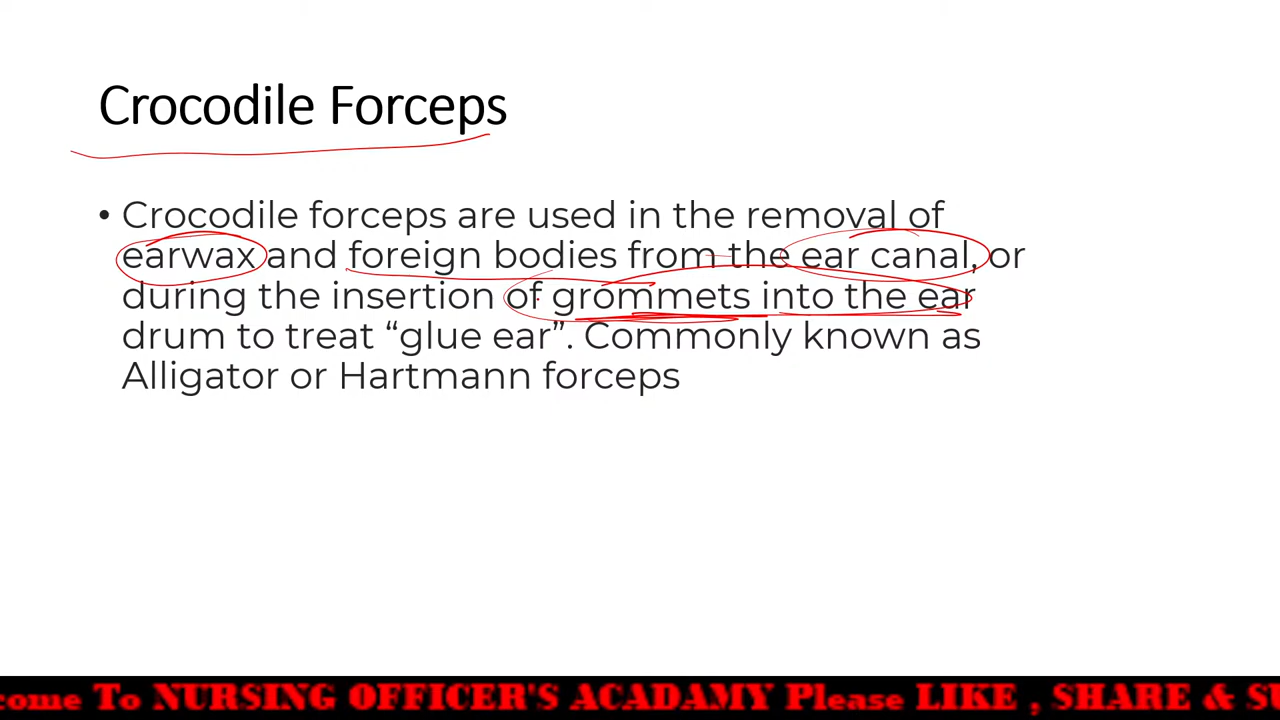 Crocodile Forceps
• Crocodile forceps are used in the removal of
earwax and foreign bodies from the ear canal, or
during the insertion of grommets into the ear
drum to treat “glue ear”. Commonly known as
Alligator or Hartmann forceps
come To NURSING OFFICER'S ACADAMY Please LIKE , SHARE & SU